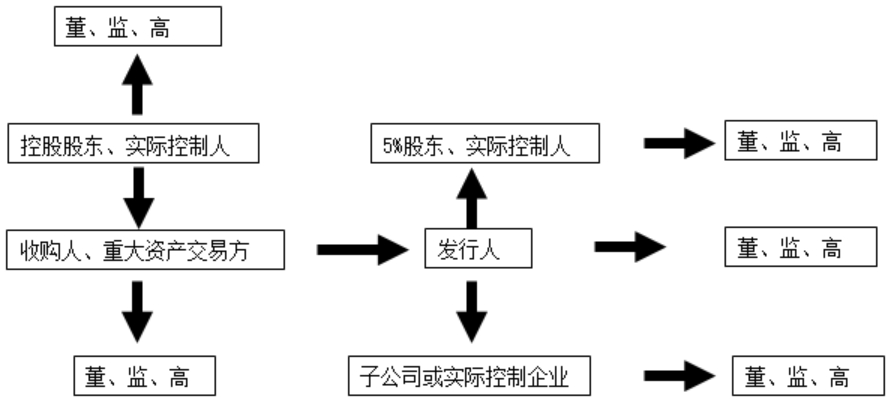 董、监、高
控股股东、实际控制人
5%股东、实际控制人
董、监、高
收购人、重大资产交易方
发行人
董、监、高
董、监、高
子公司或实际控制企业
董、监、高